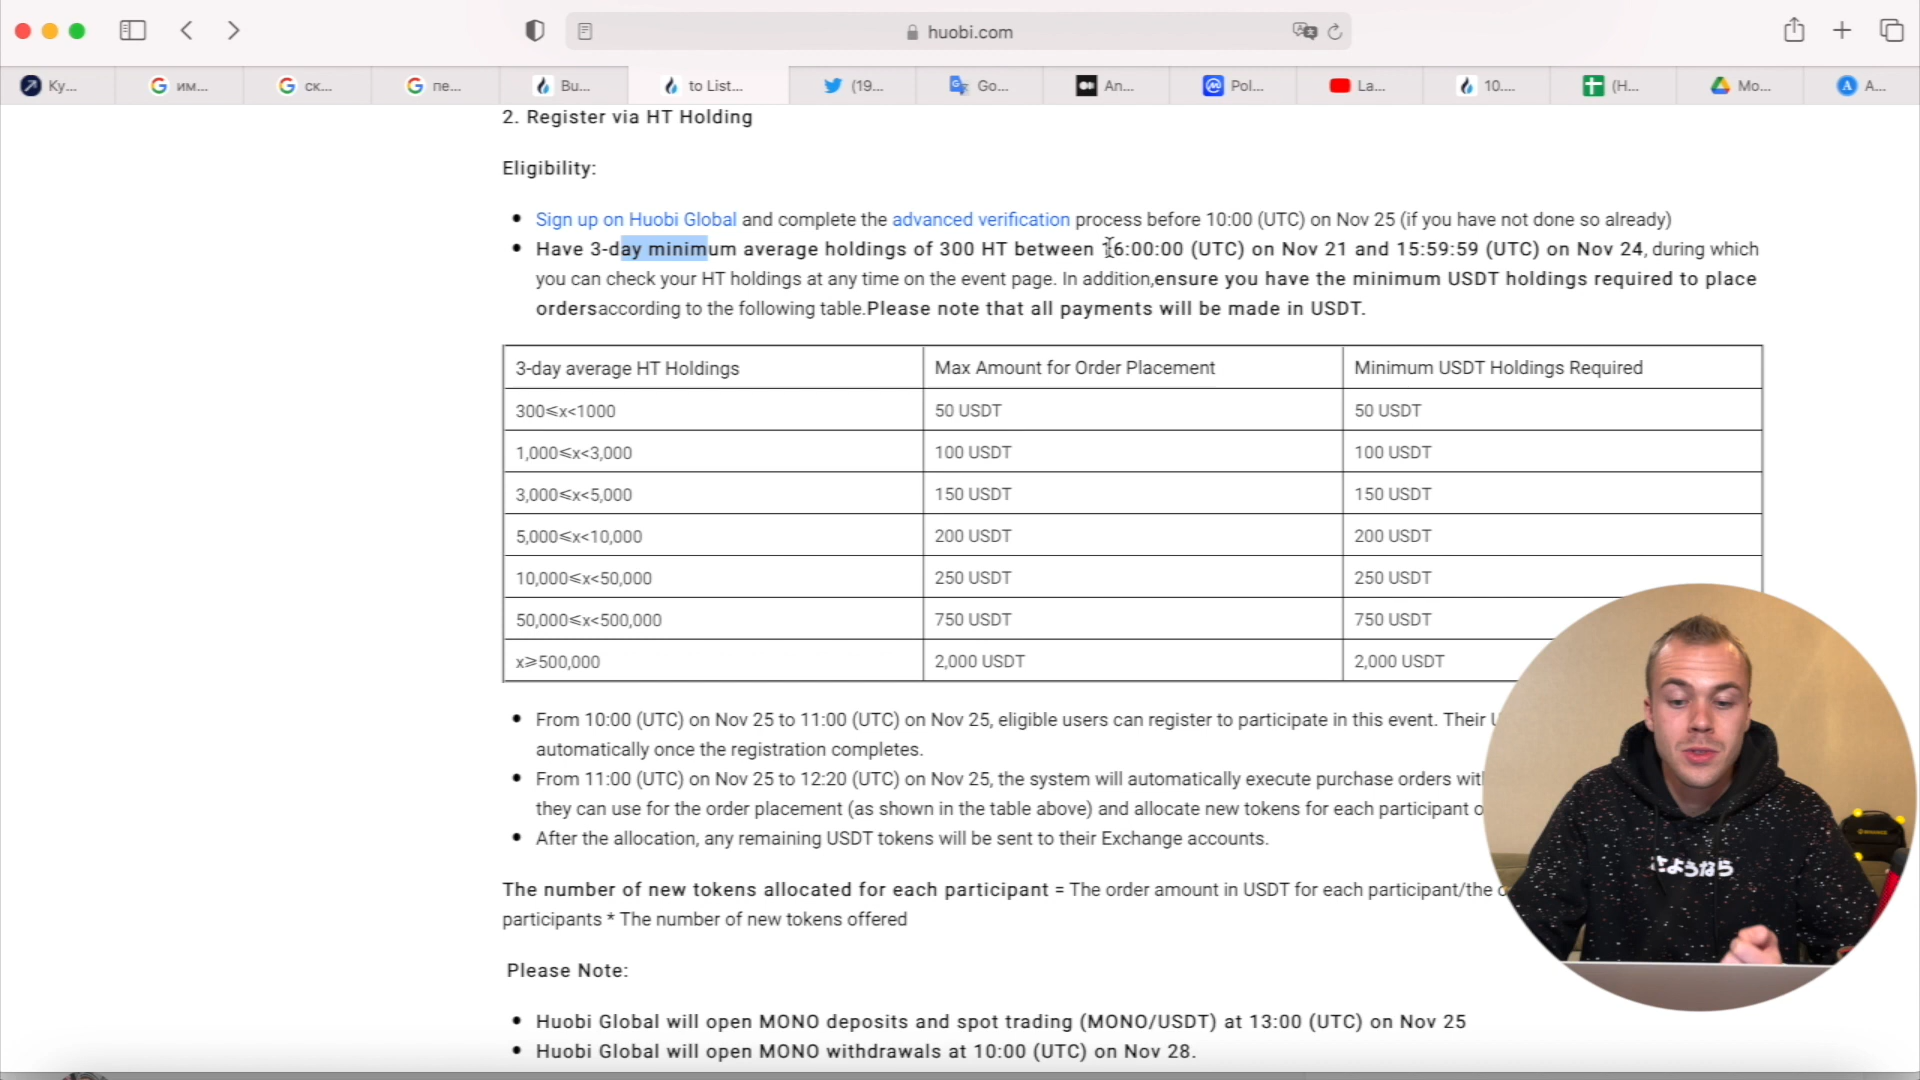 huobi.com
Ку...
им...
ск...
пе...
Bu...
to List...
(19...
Go...
An...
Pol...
La...
10....
(H...
Mo...
A...
2. Register via HT Holding
Eligibility:
Sign up on Huobi Global and complete the advanced verification process before 10:00 (UTC) on Nov 25 (if you have not done so already)
Have 3-day minimum average holdings of 300 HT between 16:00:00 (UTC) on Nov 21 and 15:59:59 (UTC) on Nov 24, during which
you can check your HT holdings at any time on the event page. In addition,ensure you have the minimum USDT holdings required to place
ordersaccording to the following table.Please note that all payments will be made in USDT.
3-day average HT Holdings Max Amount for Order Placement Minimum USDT Holdings Required
300≤x<1000 50 USDT 50 USDT
1,000≤x<3,000 100 USDT 100 USDT
3,000≤x<5,000 150 USDT 150 USDT
5,000≤x<10,000 200 USDT 200 USDT
10,000≤x<50,000 250 USDT 250 USDT
50,000≤x<500,000 750 USDT 750 USDT
x≥500,000 2,000 USDT 2,000 USDT
From 10:00 (UTC) on Nov 25 to 11:00 (UTC) on Nov 25, eligible users can register to participate in this event. Their
automatically once the registration completes.
From 11:00 (UTC) on Nov 25 to 12:20 (UTC) on Nov 25, the system will automatically execute purchase orders
they can use for the order placement (as shown in the table above) and allocate new tokens for each participant
After the allocation, any remaining USDT tokens will be sent to their Exchange accounts.
The number of new tokens allocated for each participant = The order amount in USDT for each participant/the
participants * The number of new tokens offered
Please Note:
Huobi Global will open MONO deposits and spot trading (MONO/USDT) at 13:00 (UTC) on Nov 25
Huobi Global will open MONO withdrawals at 10:00 (UTC) on Nov 28.
さようなら